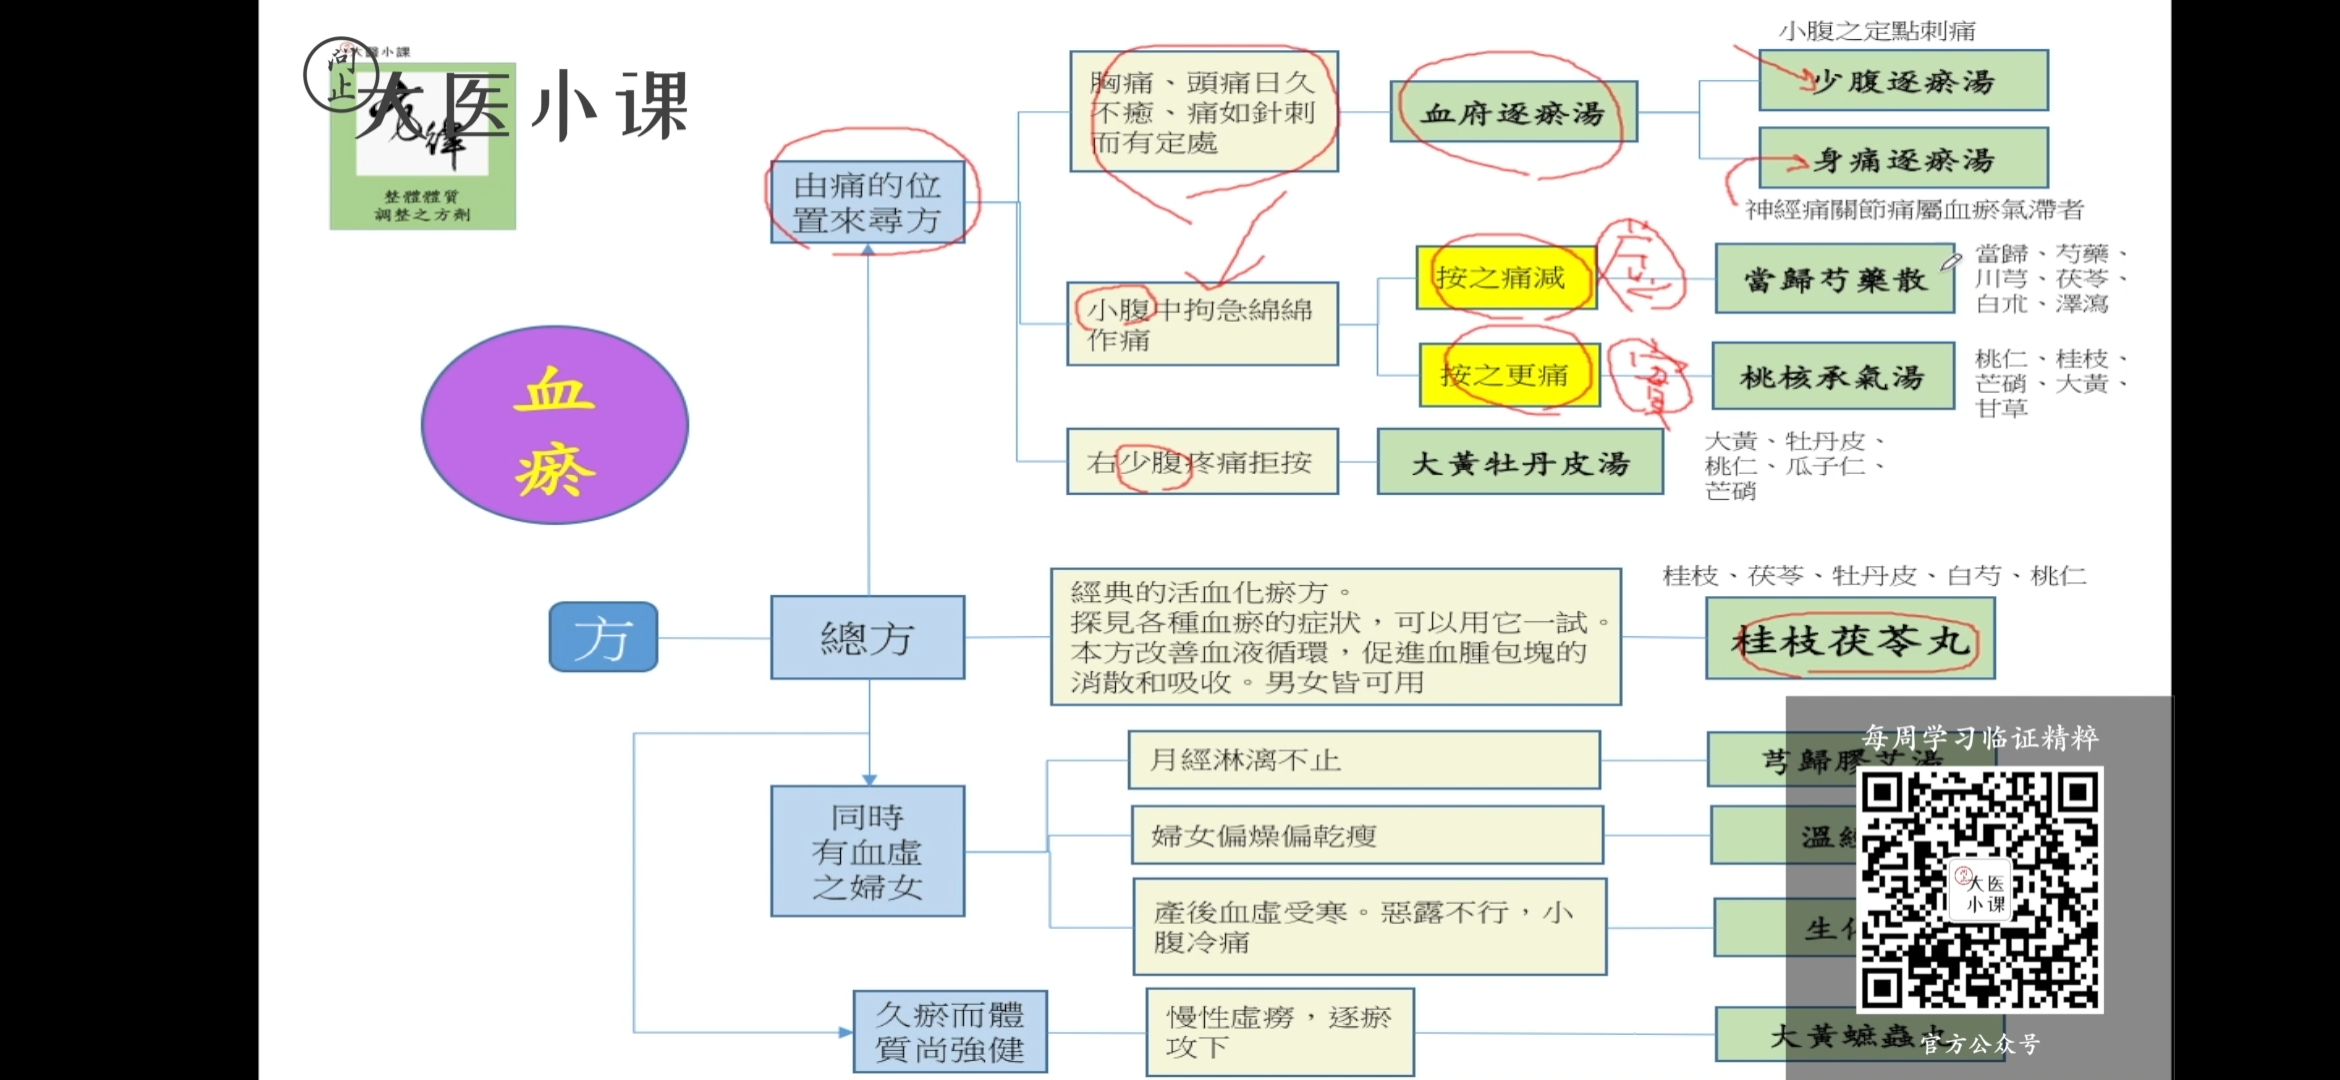 問止
大醫小課
大医小课
整體體質
調整之方劑
血
瘀
方
總方
由痛的位
置來尋方
胸痛、頭痛日久
不癒、痛如針刺
而有定處
血府逐瘀湯
小腹之定點刺痛
少腹逐瘀湯
身痛逐瘀湯
神經痛關節痛屬血瘀氣滯者
小腹中拘急綿綿
作痛
按之痛減
虛
當歸芍藥散
當歸、芍藥、
川芎、茯苓、
白朮、澤瀉
按之更痛
實
桃核承氣湯
桃仁、桂枝、
芒硝、大黃、
甘草
右少腹疼痛拒按
大黃牡丹皮湯
大黃、牡丹皮、
桃仁、瓜子仁、
芒硝
經典的活血化瘀方。
探見各種血瘀的症狀，可以用它一試。
本方改善血液循環，促進血腫包塊的
消散和吸收。男女皆可用
桂枝、茯苓、牡丹皮、白芍、桃仁
桂枝茯苓丸
同時
有血虛
之婦女
月經淋漓不止
芎歸膠艾湯
婦女偏燥偏乾瘦
溫經
產後血虛受寒。惡露不行，小
腹冷痛
生化
久瘀而體
質尚強健
慢性虛癆，逐瘀
攻下
大黃蟅蟲丸
每周学习临证精粹
大医
小课
官方公众号